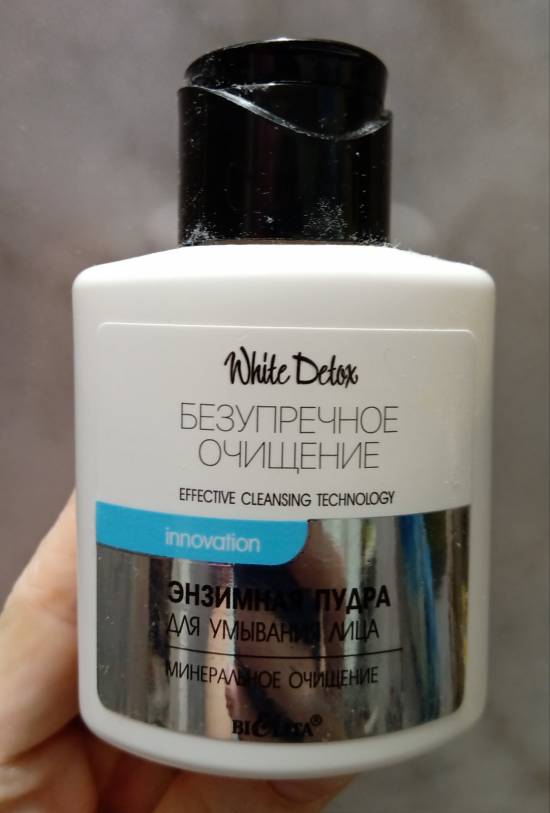 White Detox
БЕЗУПРЕЧНОЕ
ОЧИЩЕНИЕ
EFFECTIVE CLEANSING TECHNOLOGY
innovation
ЭНЗИМНАЯ ПУДРА
ДЛЯ УМЫВАНИЯ ЛИЦА
МИНЕРАЛЬНОЕ ОЧИЩЕНИЕ
BIELITA®